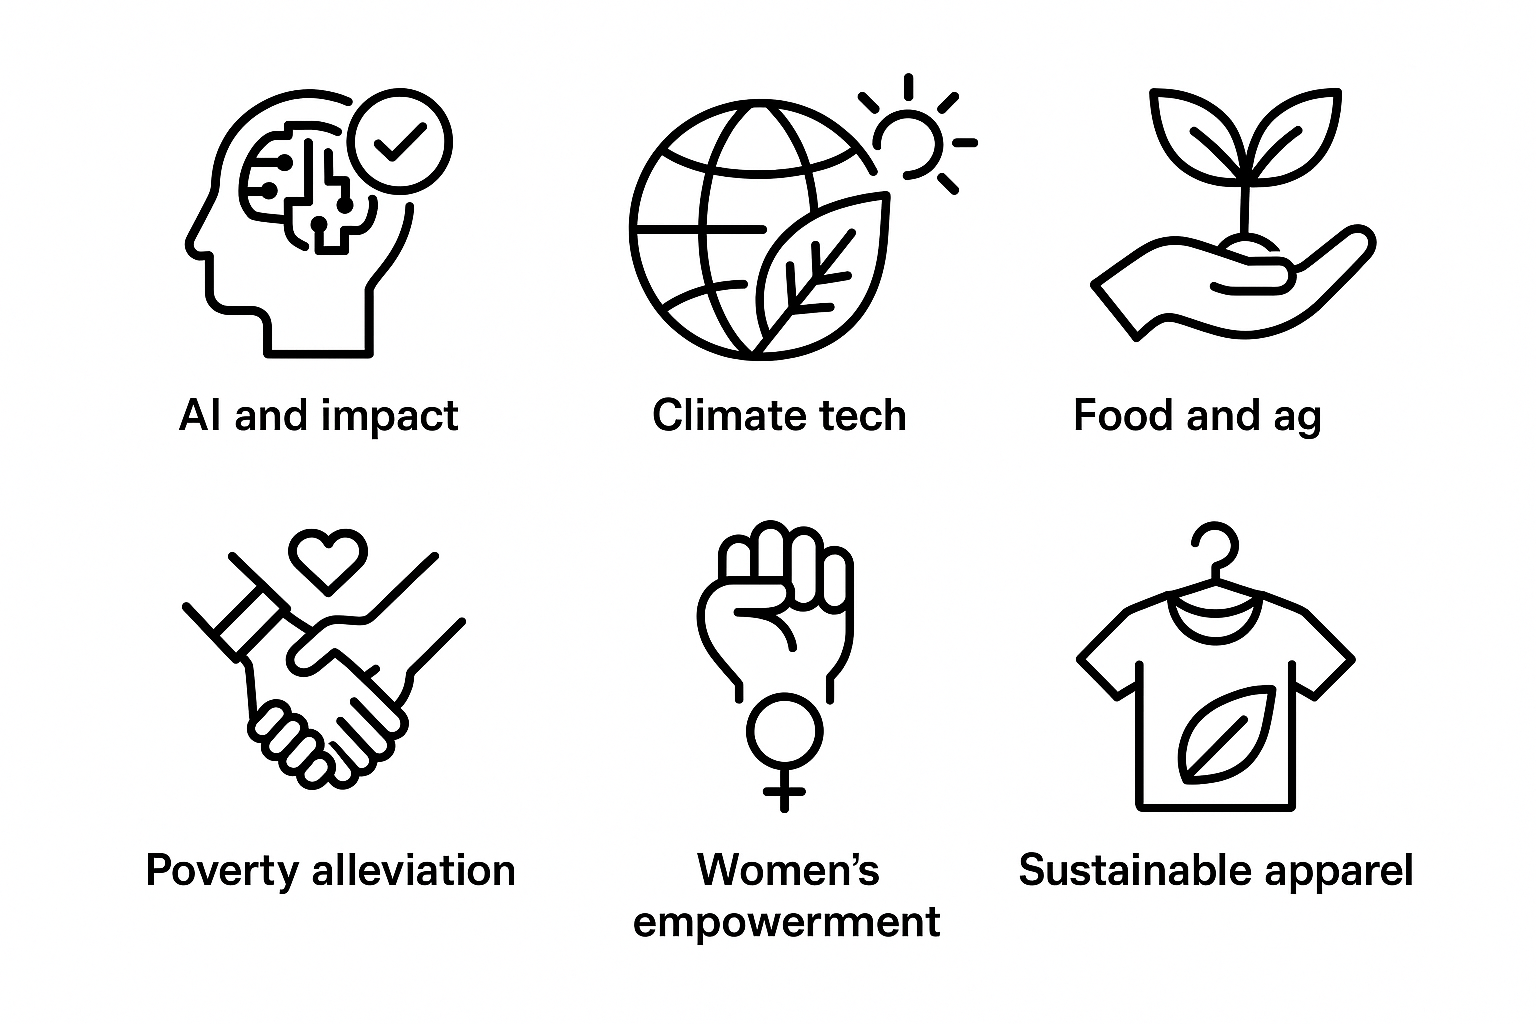 AI and impact
Climate tech
Food and ag
Poverty alleviation
Women’s
empowerment
Sustainable apparel